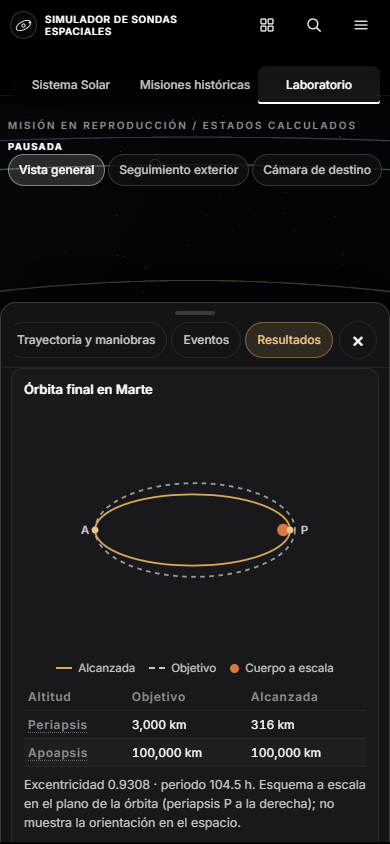 SIMULADOR DE SONDAS
ESPACIALES
Sistema Solar Misiones históricas Laboratorio
MISIÓN EN REPRODUCCIÓN / ESTADOS CALCULADOS
PAUSADA
Vista general Seguimiento exterior Cámara de destino
Trayectoria y maniobras Eventos Resultados ×
Órbita final en Marte
A P
Alcanzada Objetivo Cuerpo a escala
Altitud Objetivo Alcanzada
Periapsis 3,000 km 316 km
Apoapsis 100,000 km 100,000 km
Excentricidad 0.9308 · periodo 104.5 h. Esquema a escala
en el plano de la órbita (periapsis P a la derecha); no
muestra la orientación en el espacio.